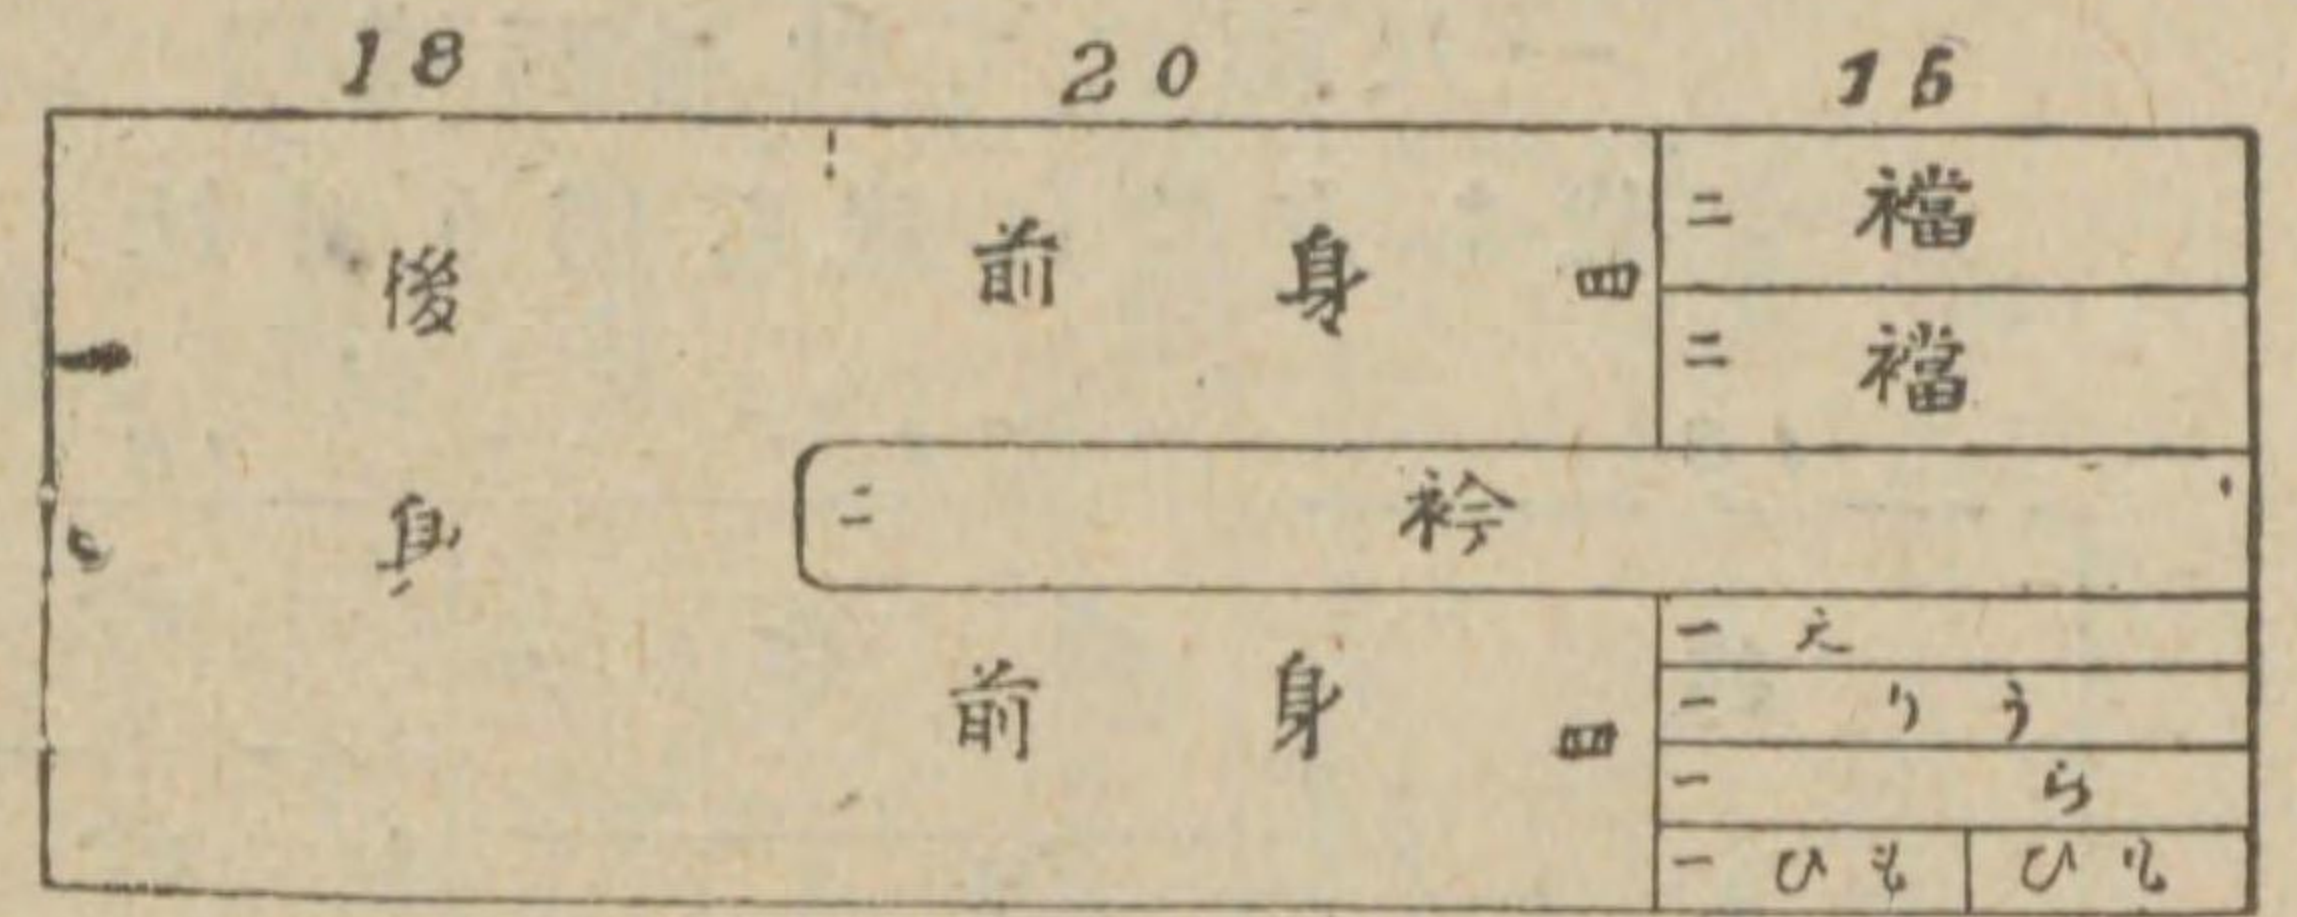 18 20 15
後身
前身 四
二 襠
二 襠
二 衿
前身 四
一 え
一 りう
一 ら
一 ひも ひも